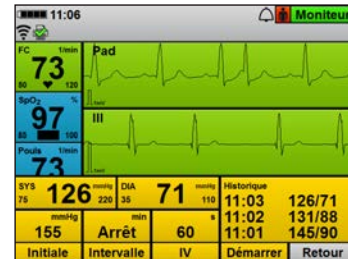 11:06 Moniteur
FC 1/min Pad
73
50 120
1mV
SpO2 %
97
85 100
III
Pouls 1/min
73
1mV
SYS mmHg DIA mmHg Historique
75 126 220 35 71 110 11:03 126/71
mmHg min s 11:02 131/88
155 Arrêt 60 11:01 145/90
Initiale Intervalle IV Démarrer Retour